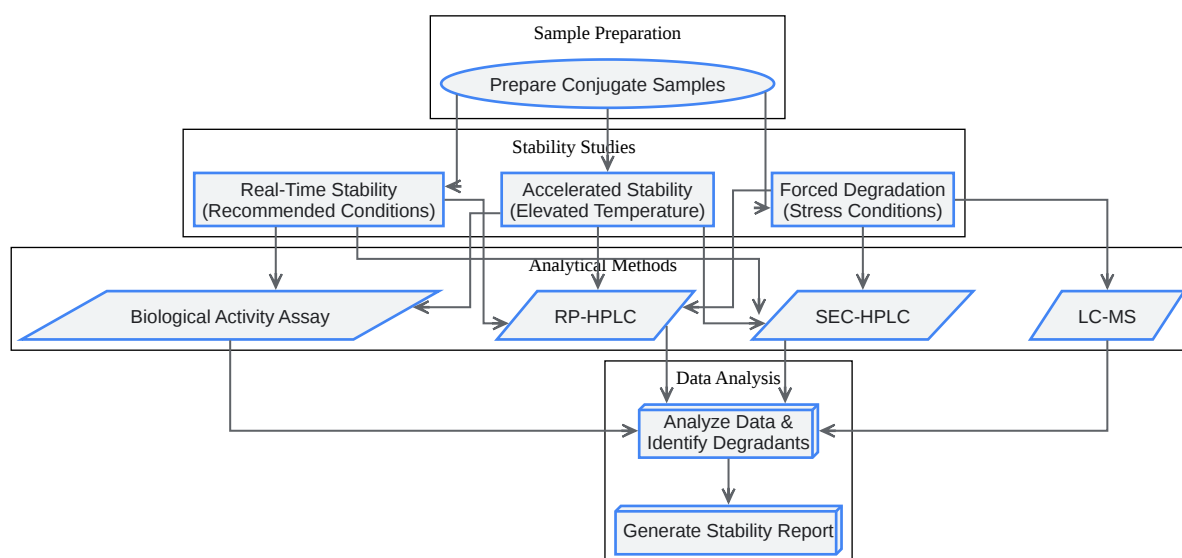 Sample Preparation
Prepare Conjugate Samples
Stability Studies
Real-Time Stability
(Recommended Conditions)
Accelerated Stability
(Elevated Temperature)
Forced Degradation
(Stress Conditions)
Analytical Methods
Biological Activity Assay
RP-HPLC
SEC-HPLC
LC-MS
Data Analysis
Analyze Data &
Identify Degradants
Generate Stability Report